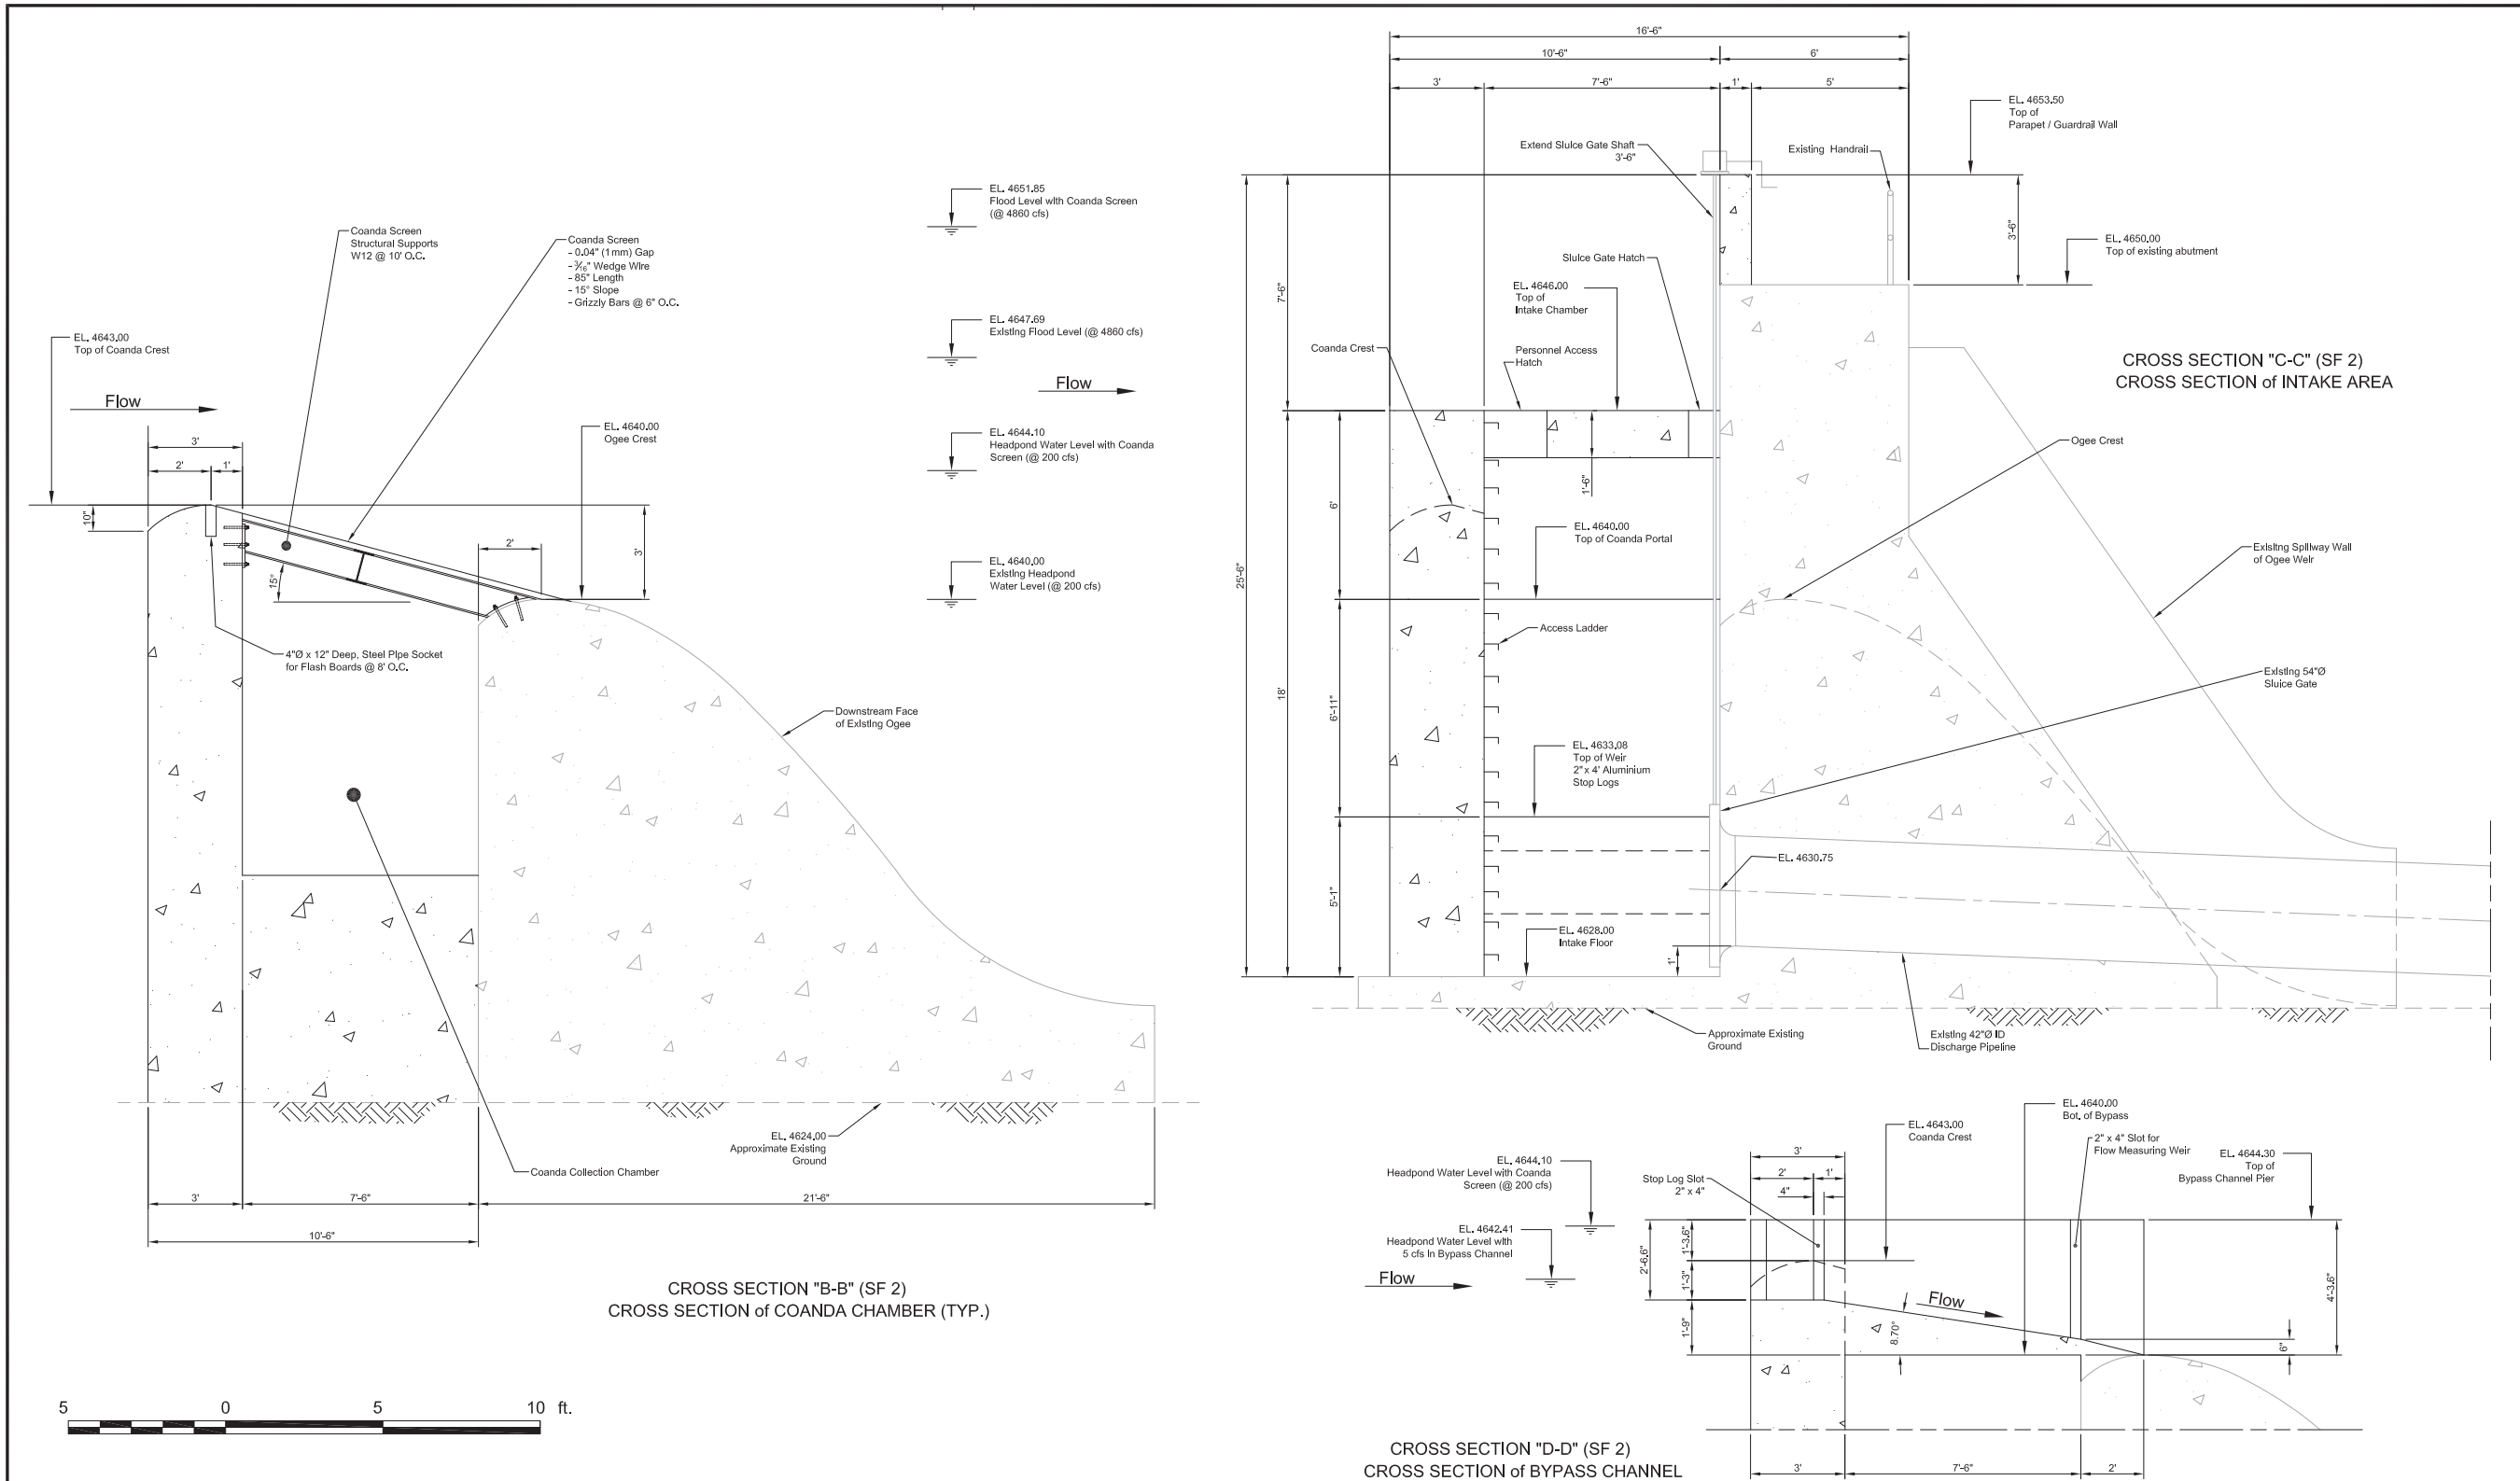 Coanda Screen
Structural Supports
W12 @ 10' O.C.
Coanda Screen
- 0.04" (1mm) Gap
- 3/16" Wedge Wire
- 85" Length
- 15° Slope
- Grizzly Bars @ 6" O.C.
EL. 4643.00
Top of Coanda Crest
Flow
3'
2'
1'
10"
15°
EL. 4640.00
Ogee Crest
2'
3'
4"Ø x 12" Deep, Steel Pipe Socket
for Flash Boards @ 8' O.C.
Downstream Face
of Existing Ogee
EL. 4624.00
Approximate Existing
Ground
Coanda Collection Chamber
3'
7'-6"
21'-6"
10'-6"
CROSS SECTION "B-B" (SF 2)
CROSS SECTION of COANDA CHAMBER (TYP.)
5
0
5
10 ft.
EL. 4651.85
Flood Level with Coanda Screen
(@ 4860 cfs)
EL. 4647.69
Existing Flood Level (@ 4860 cfs)
Flow
EL. 4644.10
Headpond Water Level with Coanda
Screen (@ 200 cfs)
EL. 4640.00
Existing Headpond
Water Level (@ 200 cfs)
16'-6"
10'-6"
6'
3'
7'-6"
1'
5'
EL. 4653.50
Top of
Parapet / Guardrail Wall
Extend Sluice Gate Shaft
3'-6"
Existing Handrail
3'-6"
EL. 4650.00
Top of existing abutment
Sluice Gate Hatch
EL. 4646.00
Top of
Intake Chamber
Personnel Access
Hatch
Coanda Crest
7'-6"
25'-6"
18'
6'
1'-6"
6'-11"
5'-1"
EL. 4640.00
Top of Coanda Portal
Access Ladder
EL. 4633.08
Top of Weir
2" x 4' Aluminium
Stop Logs
EL. 4630.75
EL. 4628.00
Intake Floor
1'
Ogee Crest
Existing Spillway Wall
of Ogee Weir
Existing 54"Ø
Sluice Gate
Approximate Existing
Ground
Existing 42"Ø ID
Discharge Pipeline
CROSS SECTION "C-C" (SF 2)
CROSS SECTION of INTAKE AREA
EL. 4644.10
Headpond Water Level with Coanda
Screen (@ 200 cfs)
EL. 4642.41
Headpond Water Level with
5 cfs in Bypass Channel
Flow
Stop Log Slot
2" x 4"
3'
2'
1'
4"
EL. 4643.00
Coanda Crest
EL. 4640.00
Bot. of Bypass
2" x 4" Slot for
Flow Measuring Weir
EL. 4644.30
Top of
Bypass Channel Pier
2'-6.6"
1'-3.6"
1'-3"
1'-9"
Flow
8.70°
4'-3.6"
6"
3'
7'-6"
2'
CROSS SECTION "D-D" (SF 2)
CROSS SECTION of BYPASS CHANNEL